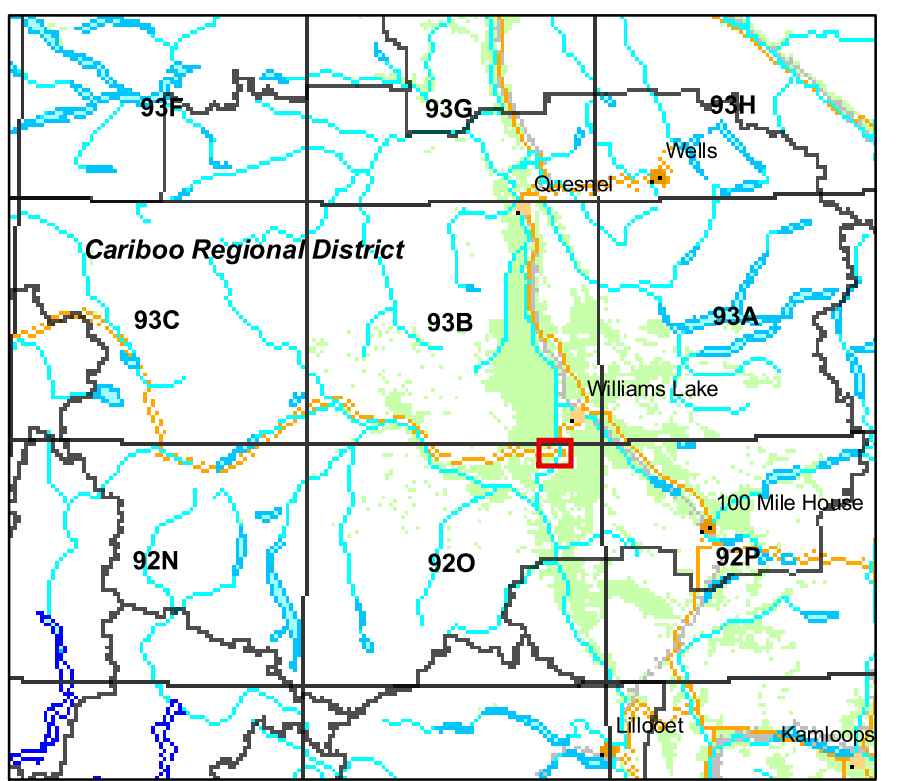 93F
93G
93H
Wells
Quesnel
Cariboo Regional District
93C
93B
93A
Williams Lake
100 Mile House
92N
92O
92P
Lillooet
Kamloops